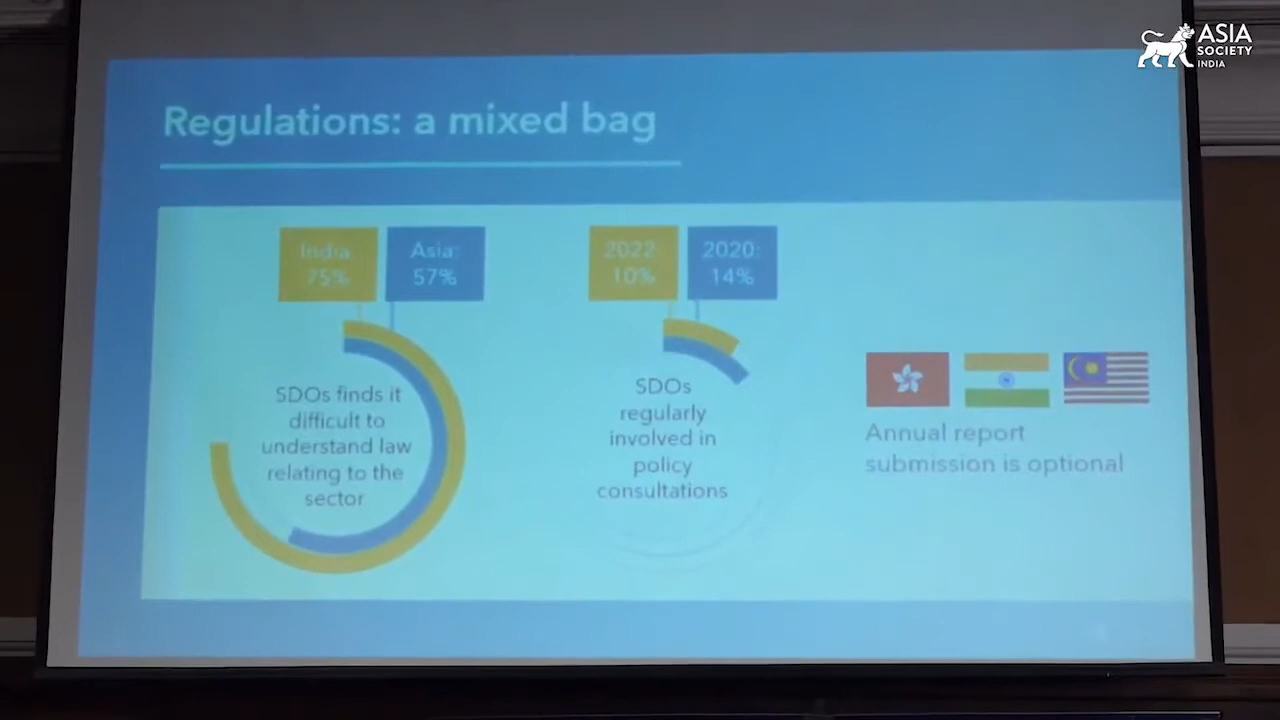 ASIA
SOCIETY
INDIA
Regulations: a mixed bag
India:
75%
Asia:
57%
SDOs finds it
difficult to
understand law
relating to the
sector
2022:
10%
2020:
14%
SDOs
regularly
involved in
policy
consultations
Annual report
submission is optional